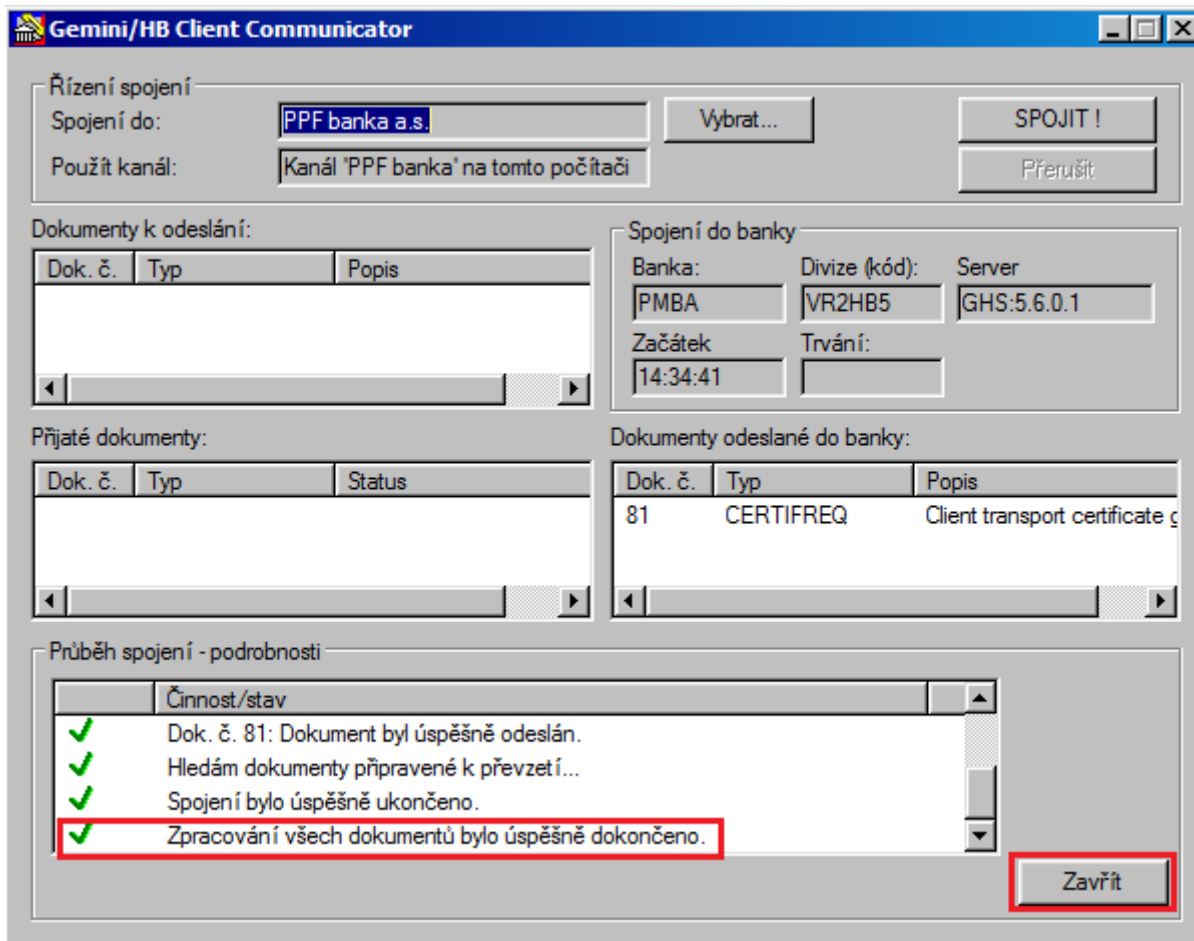 Gemini/HB Client Communicator
Řízení spojení
Spojení do: PPF banka a.s. Vybrat... SPOJIT !
Použít kanál: Kanál 'PPF banka' na tomto počítači Přerušit
Dokumenty k odeslání:
Dok. č. Typ Popis
Spojení do banky
Banka: Divize (kód): Server
PMBA VR2HB5 GHS:5.6.0.1
Začátek Trvání:
14:34:41
Přijaté dokumenty:
Dok. č. Typ Status
Dokumenty odeslané do banky:
Dok. č. Typ Popis
81 CERTIFREQ Client transport certificate
Průběh spojení - podrobnosti
Činnost/stav
Dok. č. 81: Dokument byl úspěšně odeslán.
Hledám dokumenty připravené k převzetí...
Spojení bylo úspěšně ukončeno.
Zpracování všech dokumentů bylo úspěšně dokončeno.
Zavřít